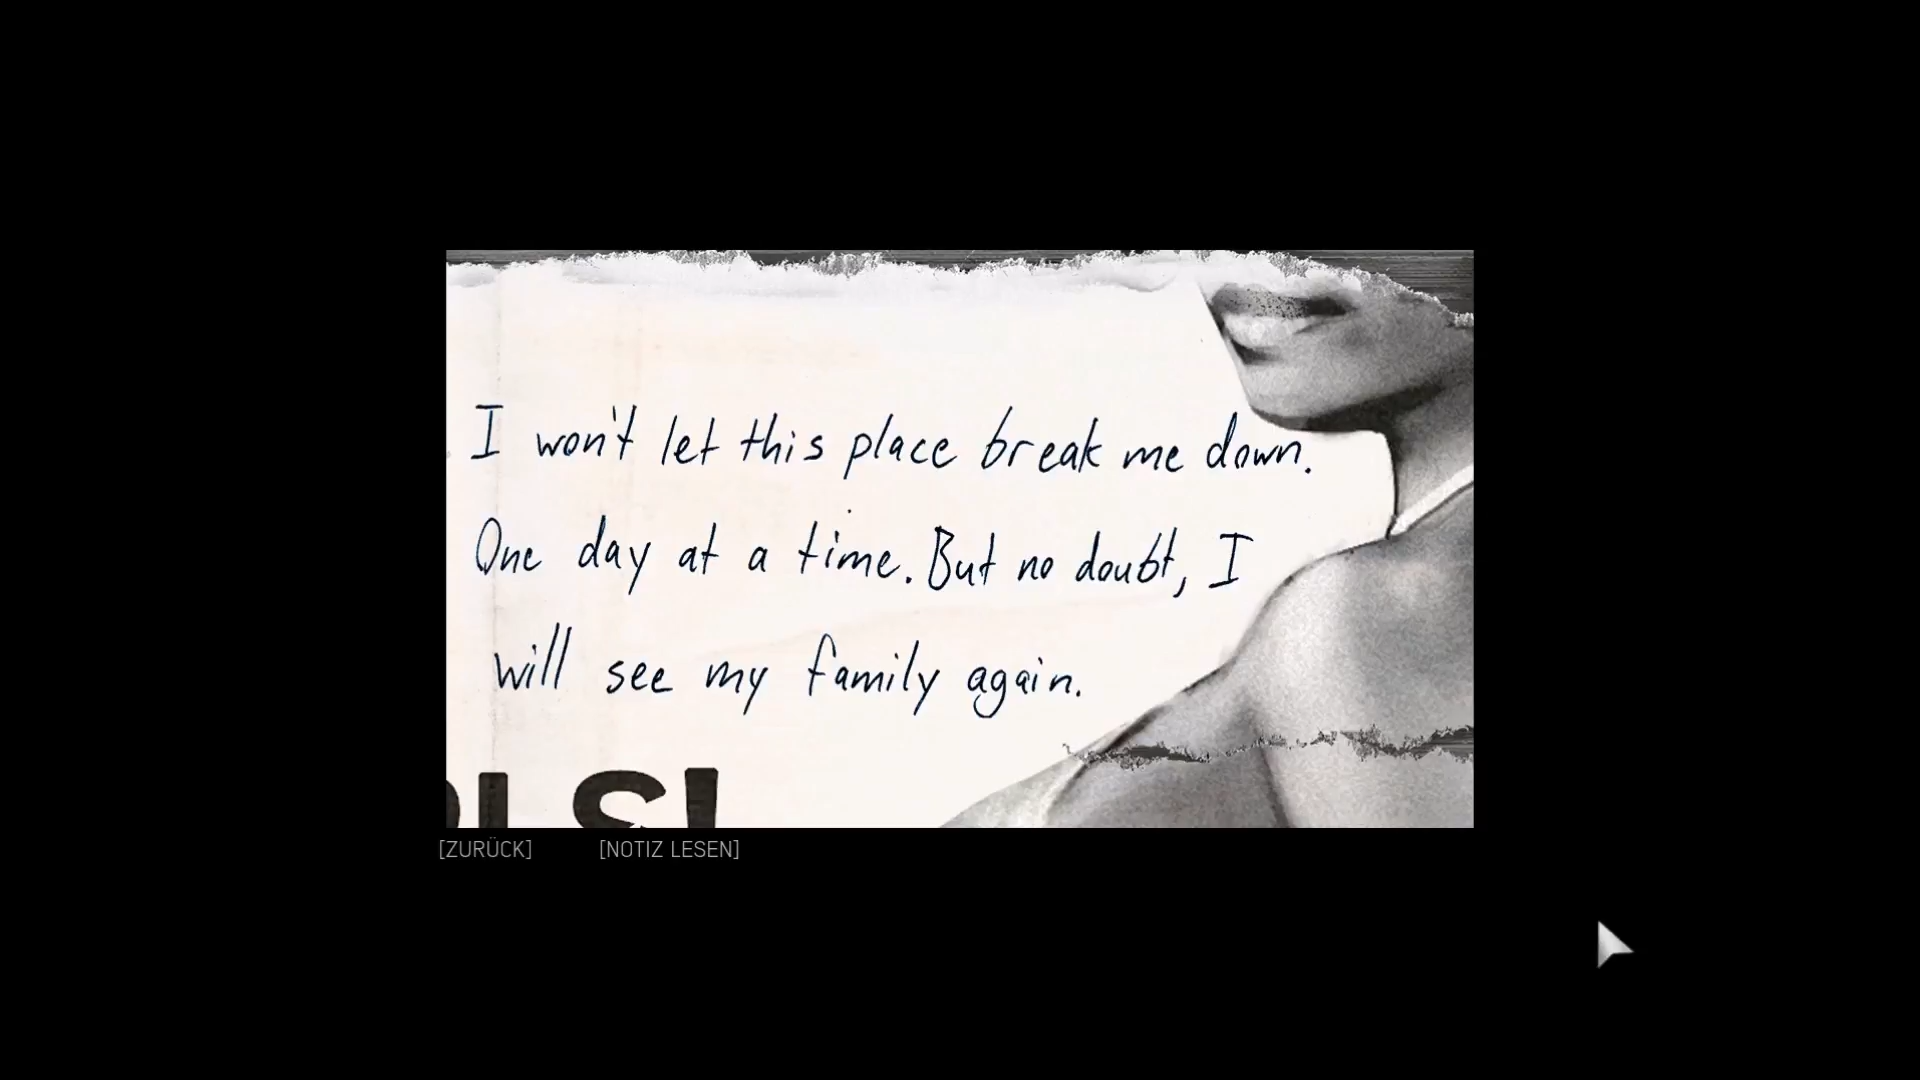 I won't let this place break me down.
One day at a time. But no doubt, I
will see my family again.
LS!
[ZURÜCK] [NOTIZ LESEN]